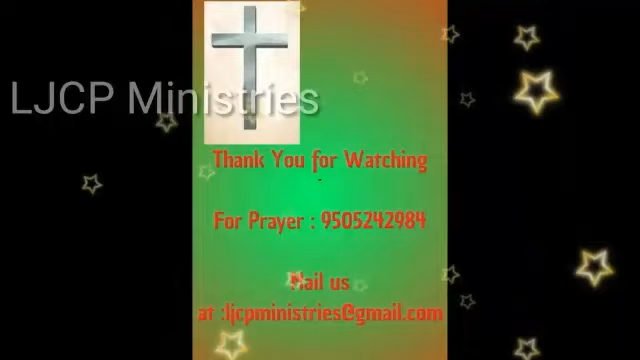 LJCP Ministries
Thank You for Watching
-
For Prayer : 9505242984
Mail us
at :ljcpministries@gmail.com